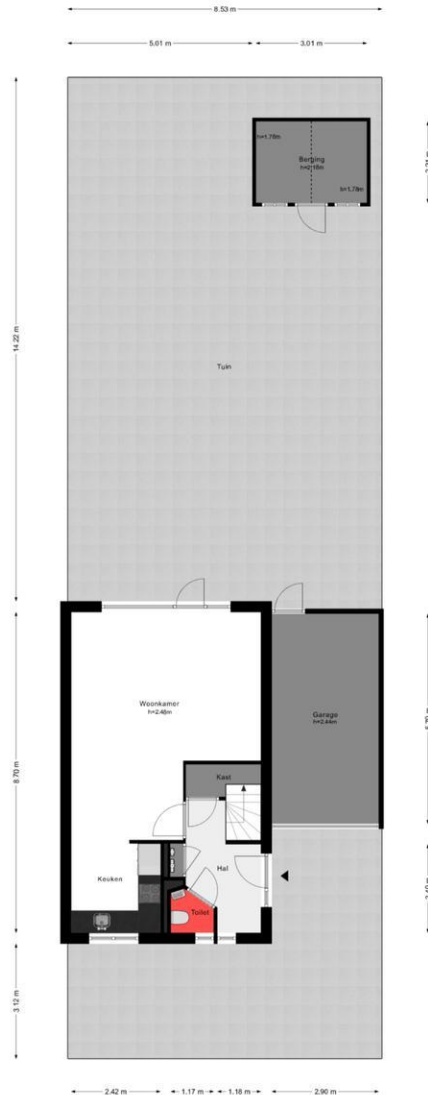 8.53 m
5.01 m
3.01 m
h=1.78m
Berging
h=2.18m
h=1.78m
14.22 m
Tuin
Woonkamer
h=2.48m
Garage
h=2.44m
8.70 m
Kast
Keuken
Hal
Toilet
3.12 m
2.42 m
1.17 m
1.18 m
2.90 m